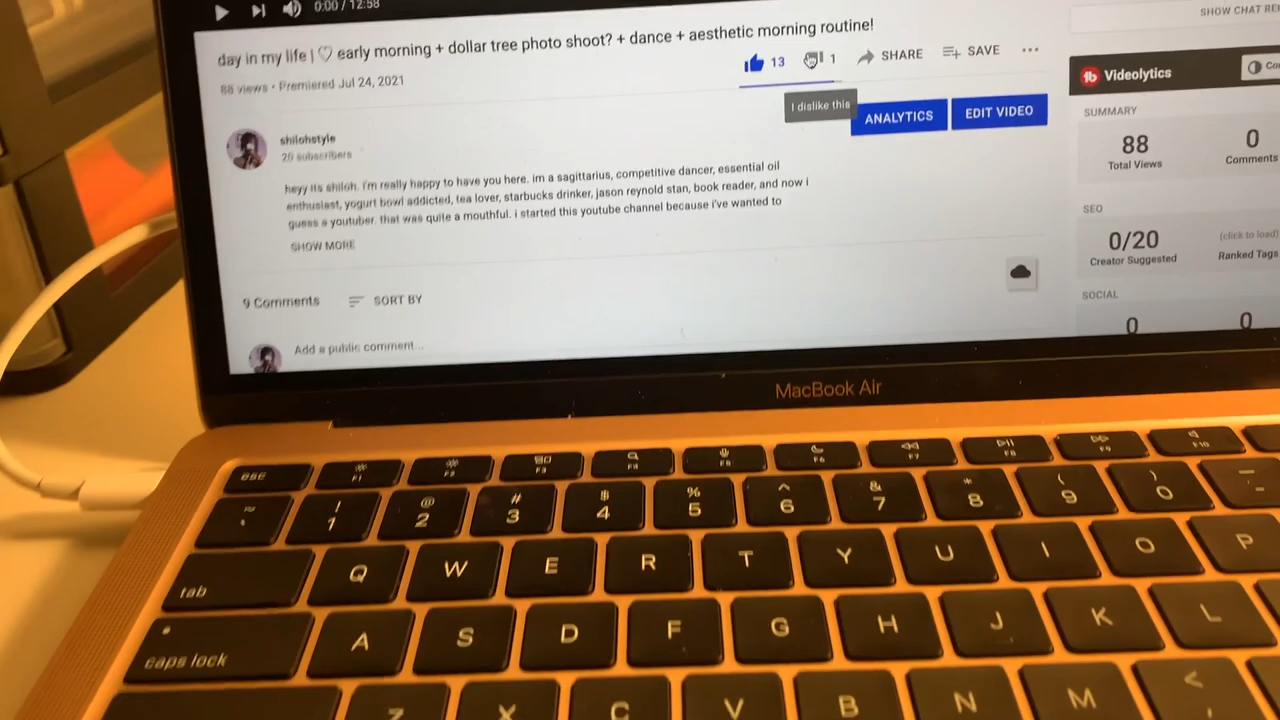 0:00 / 12:58
day in my life | ♡ early morning + dollar tree photo shoot? + dance + aesthetic morning routine!
88 views • Premiered Jul 24, 2021
13
1
SHARE
SAVE
I dislike this
ANALYTICS
EDIT VIDEO
shilohstyle
subscribers
heyy its shiloh. i'm really happy to have you here. im a sagittarius, competitive dancer, essential oil
enthusiast, yogurt bowl addicted, tea lover, starbucks drinker, jason reynold stan, book reader, and now i
guess a youtuber. that was quite a mouthful. i started this youtube channel because i've wanted to
SHOW MORE
9 Comments
SORT BY
Add a public comment...
SHOW CHAT
Videolytics
SUMMARY
88
Total Views
0
Comments
SEO
0/20
Creator Suggested
(click to load)
Ranked Tags
SOCIAL
0
0
MacBook Air
esc F1 F2 F3 F4 F5 F6 F7 F8 F9 F10
~ ! @ # $ % ^ & * ( ) _
` 1 2 3 4 5 6 7 8 9 0 -
tab Q W E R T Y U I O P
caps lock A S D F G H J K L
Z X C V B N M <